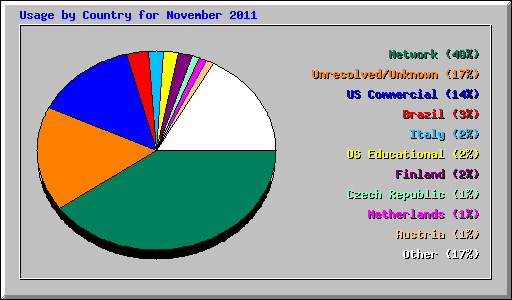 Usage by Country for November 2011
Network (40%)
Unresolved/Unknown (17%)
US Commercial (14%)
Brazil (3%)
Italy (2%)
US Educational (2%)
Finland (2%)
Czech Republic (1%)
Netherlands (1%)
Austria (1%)
Other (17%)